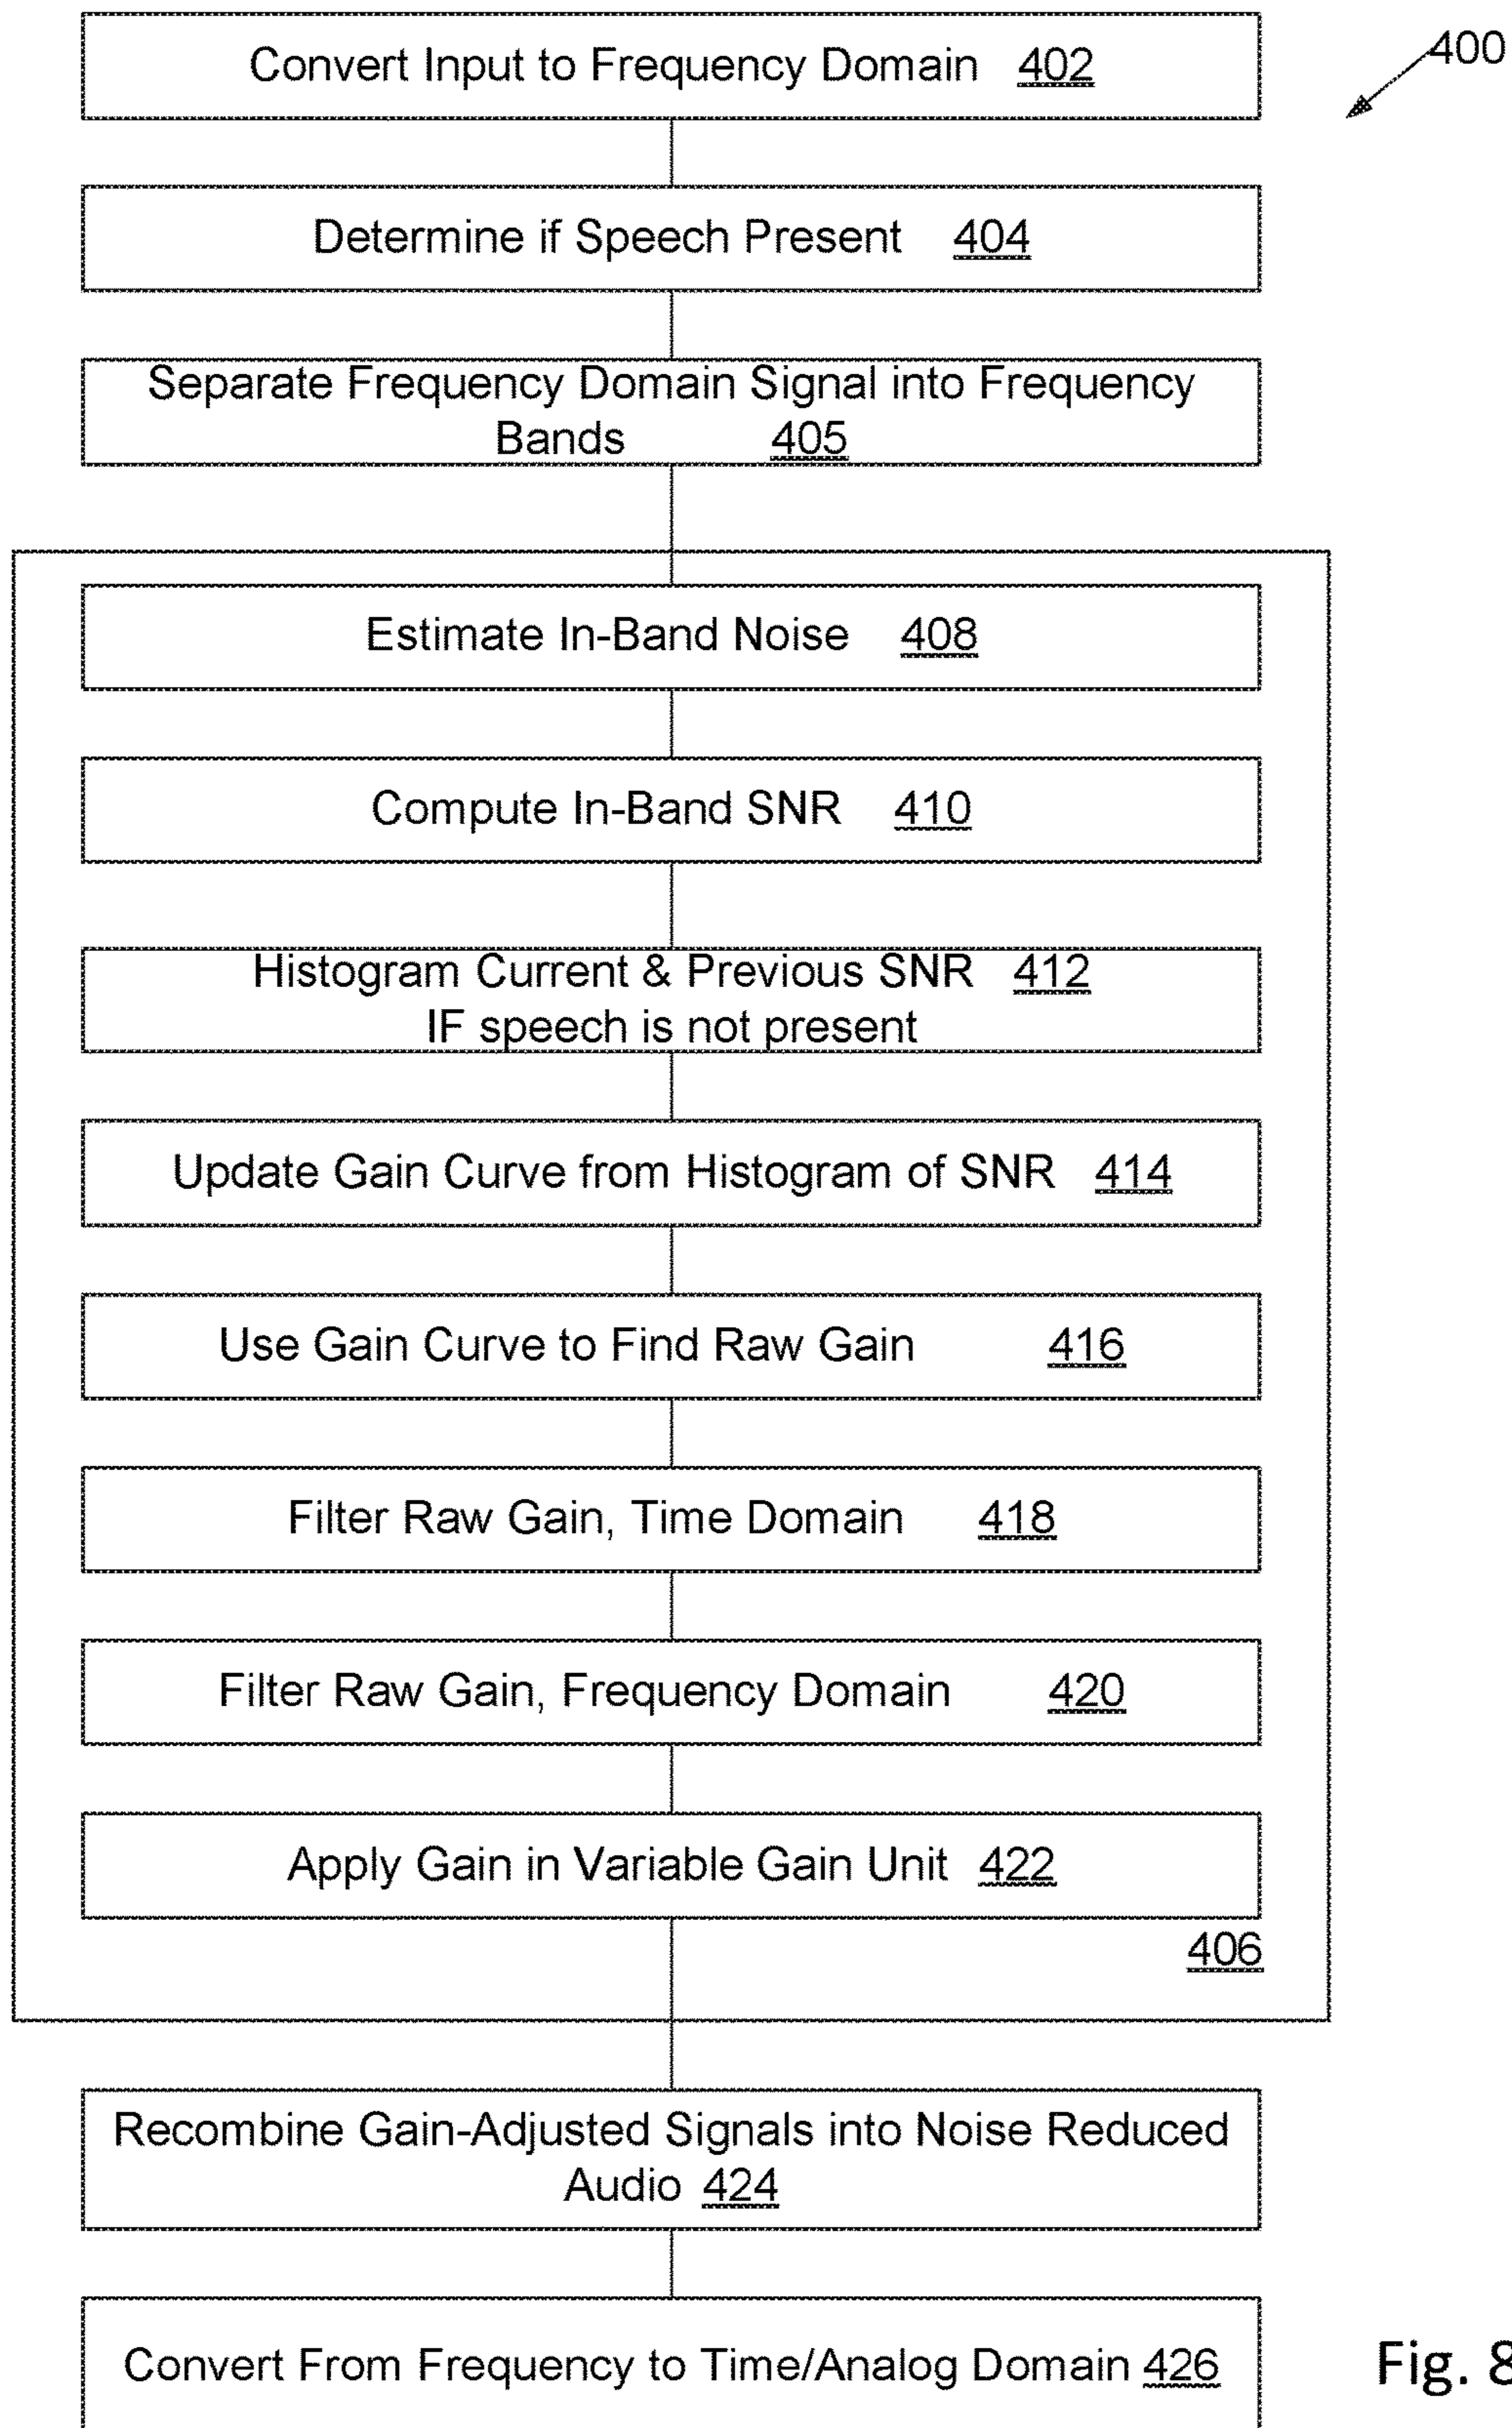 Convert Input to Frequency Domain 402
400
Determine if Speech Present 404
Separate Frequency Domain Signal into Frequency
Bands 405
Estimate In-Band Noise 408
Compute In-Band SNR 410
Histogram Current & Previous SNR 412
IF speech is not present
Update Gain Curve from Histogram of SNR 414
Use Gain Curve to Find Raw Gain 416
Filter Raw Gain, Time Domain 418
Filter Raw Gain, Frequency Domain 420
Apply Gain in Variable Gain Unit 422
406
Recombine Gain-Adjusted Signals into Noise Reduced
Audio 424
Convert From Frequency to Time/Analog Domain 426
Fig. 8